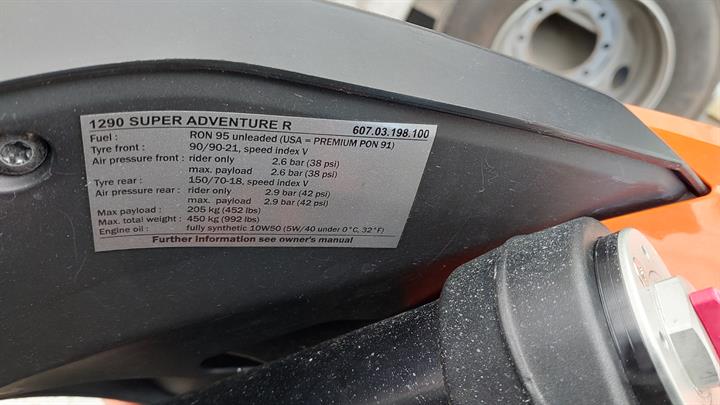 1290 SUPER ADVENTURE R 607.03.198.100
Fuel : RON 95 unleaded (USA = PREMIUM PON 91)
Tyre front : 90/90-21, speed index V
Air pressure front : rider only 2.6 bar (38 psi)
max. payload 2.6 bar (38 psi)
Tyre rear : 150/70-18, speed index V
Air pressure rear : rider only 2.9 bar (42 psi)
max. payload 2.9 bar (42 psi)
Max payload : 205 kg (452 lbs)
Max. total weight : 450 kg (992 lbs)
Engine oil : fully synthetic 10W50 (5W/40 under 0°C, 32°F)
Further information see owner's manual